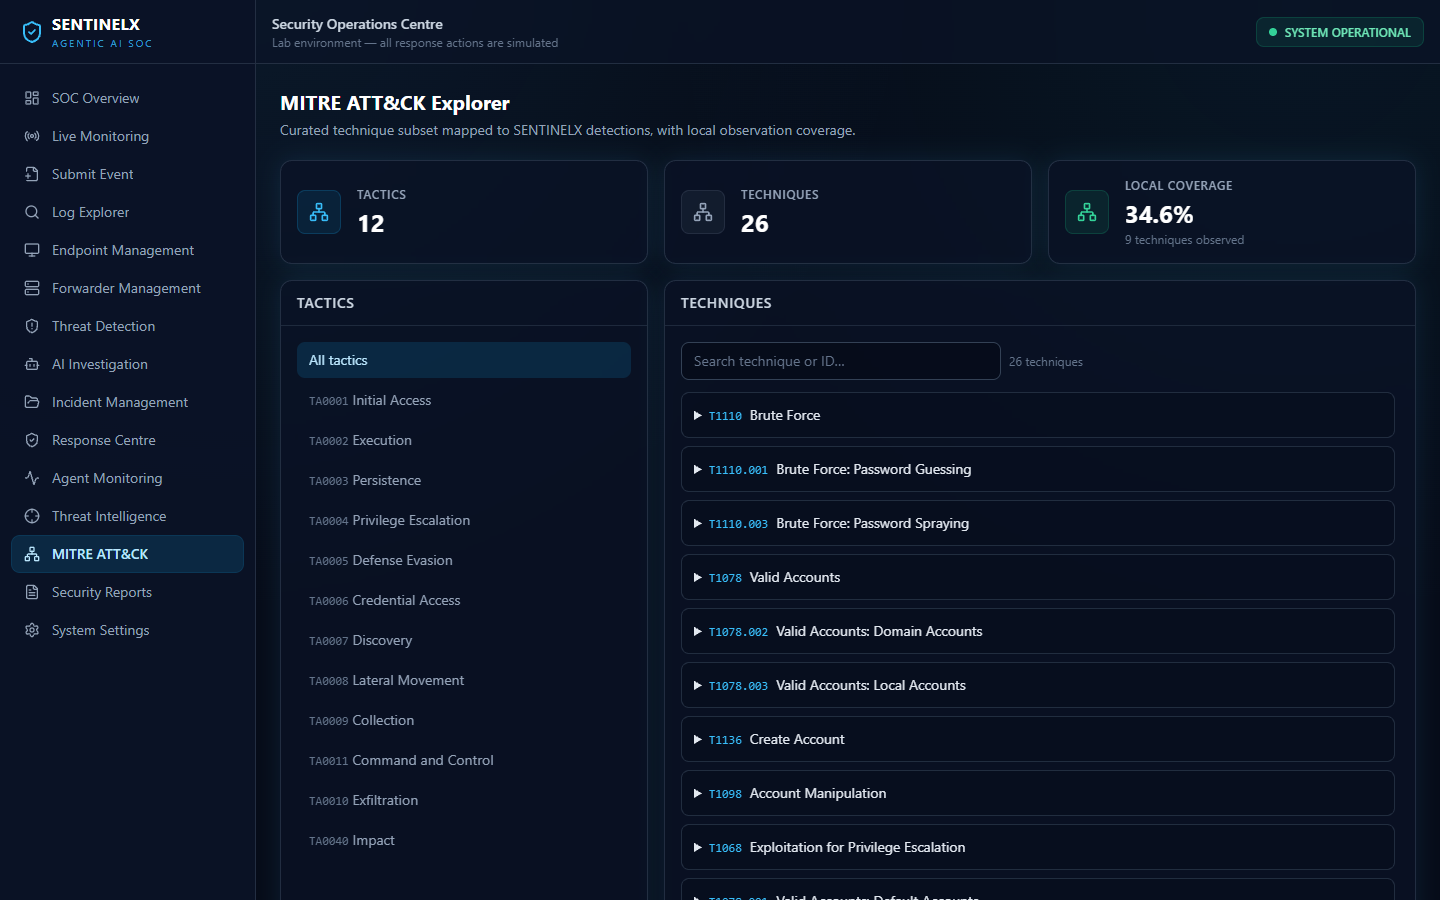 SENTINELX
AGENTIC AI SOC
SOC Overview
Live Monitoring
Submit Event
Log Explorer
Endpoint Management
Forwarder Management
Threat Detection
AI Investigation
Incident Management
Response Centre
Agent Monitoring
Threat Intelligence
MITRE ATT&CK
Security Reports
System Settings
Security Operations Centre
Lab environment — all response actions are simulated
SYSTEM OPERATIONAL
MITRE ATT&CK Explorer
Curated technique subset mapped to SENTINELX detections, with local observation coverage.
TACTICS
12
TECHNIQUES
26
LOCAL COVERAGE
34.6%
9 techniques observed
TACTICS
All tactics
TA0001 Initial Access
TA0002 Execution
TA0003 Persistence
TA0004 Privilege Escalation
TA0005 Defense Evasion
TA0006 Credential Access
TA0007 Discovery
TA0008 Lateral Movement
TA0009 Collection
TA0011 Command and Control
TA0010 Exfiltration
TA0040 Impact
TECHNIQUES
Search technique or ID...
26 techniques
T1110 Brute Force
T1110.001 Brute Force: Password Guessing
T1110.003 Brute Force: Password Spraying
T1078 Valid Accounts
T1078.002 Valid Accounts: Domain Accounts
T1078.003 Valid Accounts: Local Accounts
T1136 Create Account
T1098 Account Manipulation
T1068 Exploitation for Privilege Escalation
T1078.001 Valid Accounts: Default Accounts